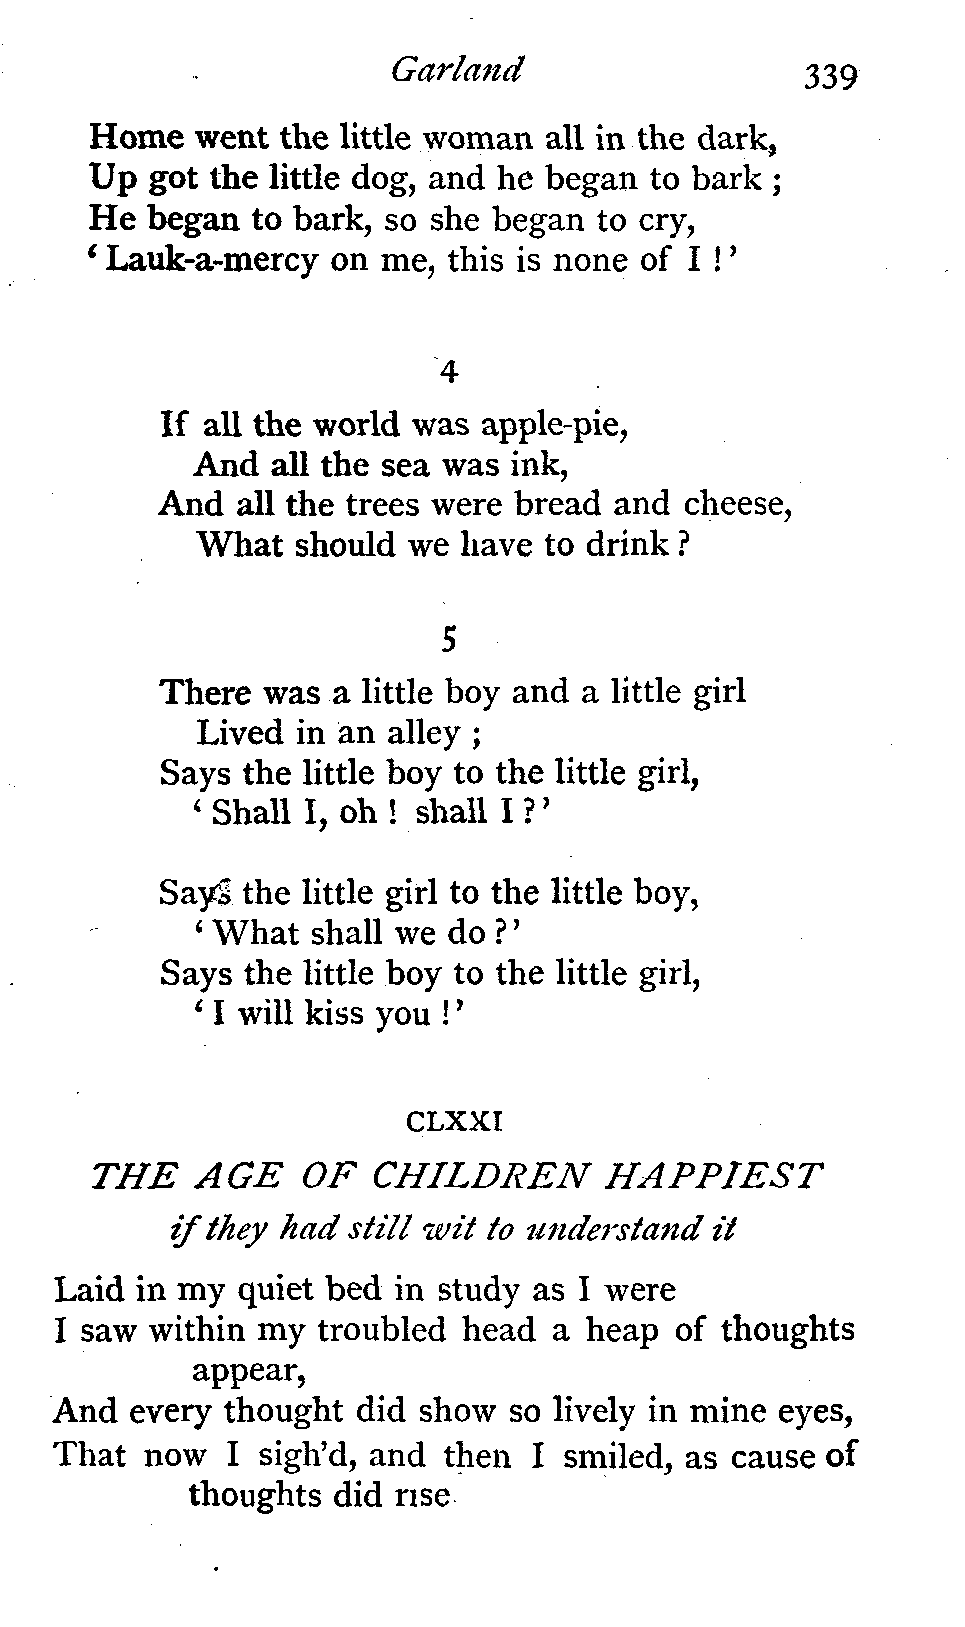 Garland 339
Home went the little woman all in the dark,
Up got the little dog, and he began to bark ;
He began to bark, so she began to cry,
‘ Lauk-a-mercy on me, this is none of I ! ’
4
If all the world was apple-pie,
And all the sea was ink,
And all the trees were bread and cheese,
What should we have to drink ?
5
There was a little boy and a little girl
Lived in an alley ;
Says the little boy to the little girl,
‘ Shall I, oh ! shall I ? ’
Says the little girl to the little boy,
‘ What shall we do ? ’
Says the little boy to the little girl,
‘ I will kiss you ! ’
CLXXI
THE AGE OF CHILDREN HAPPIEST
if they had still wit to understand it
Laid in my quiet bed in study as I were
I saw within my troubled head a heap of thoughts
appear,
And every thought did show so lively in mine eyes,
That now I sigh'd, and then I smiled, as cause of
thoughts did rise